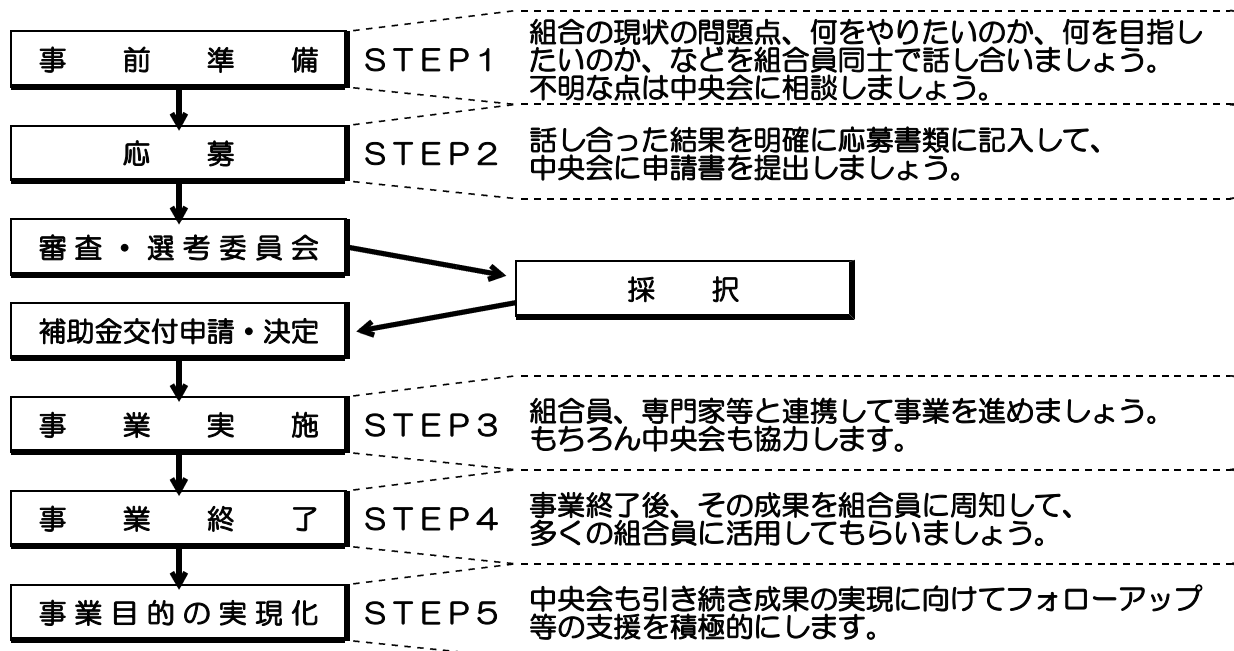 事前準備
STEP1
組合の現状の問題点、何をやりたいのか、何を目指し
たいのか、などを組合員同士で話し合いましょう。
不明な点は中央会に相談しましょう。
応募
STEP2
話し合った結果を明確に応募書類に記入して、
中央会に申請書を提出しましょう。
審査・選考委員会
採択
補助金交付申請・決定
事業実施
STEP3
組合員、専門家等と連携して事業を進めましょう。
もちろん中央会も協力します。
事業終了
STEP4
事業終了後、その成果を組合員に周知して、
多くの組合員に活用してもらいましょう。
事業目的の実現化
STEP5
中央会も引き続き成果の実現に向けてフォローアップ
等の支援を積極的にします。